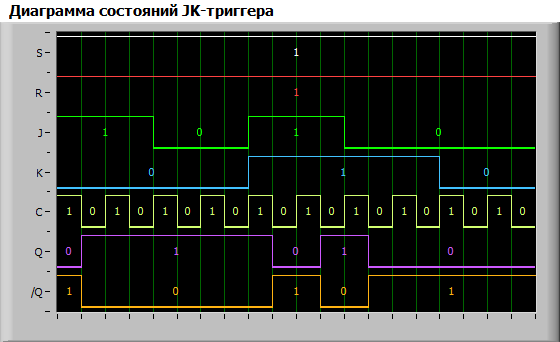 Диаграмма состояний JK-триггера
S 1
R 1
J 1 0 1 0
K 0 1 0
C 1 0 1 0 1 0 1 0 1 0 1 0 1 0 1 0 1 0 1 0
Q 0 1 0 1 0
/Q 1 0 1 0 1